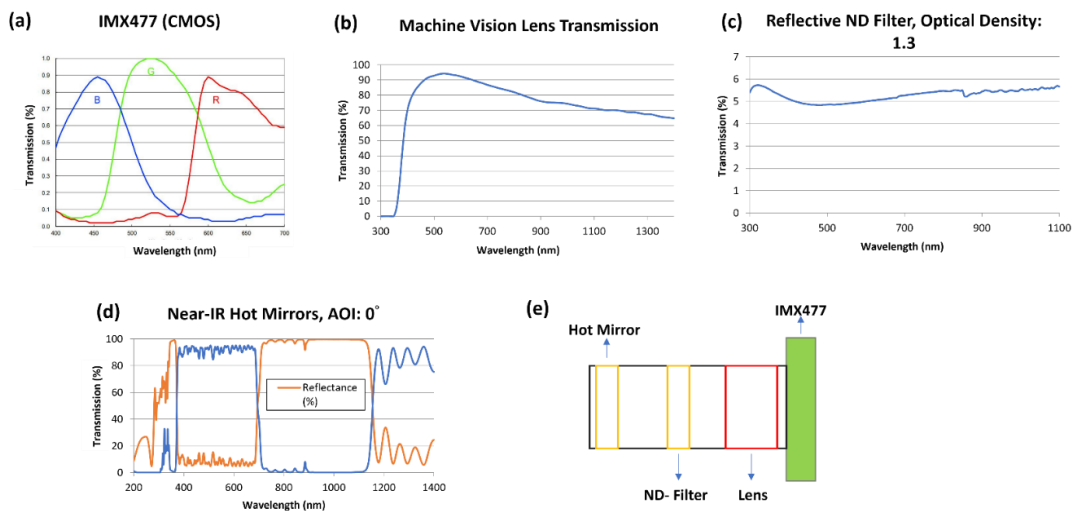 (a)
IMX477 (CMOS)
Transmission (%)
1.0
0.9
0.8
0.7
0.6
0.5
0.4
0.3
0.2
0.1
0.0
B
G
R
400
450
500
550
600
650
700
Wavelength (nm)
(b)
Machine Vision Lens Transmission
Transmission (%)
100
90
80
70
60
50
40
30
20
10
0
300
500
700
900
1100
1300
Wavelength (nm)
(c)
Reflective ND Filter, Optical Density:
1.3
Transmission (%)
7
6
5
4
3
2
1
0
300
500
700
900
1100
Wavelength (nm)
(d)
Near-IR Hot Mirrors, AOI: 0°
Transmission (%)
100
80
60
40
20
0
Reflectance
(%)
200
400
600
800
1000
1200
1400
Wavelength (nm)
(e)
IMX477
Hot Mirror
ND- Filter
Lens